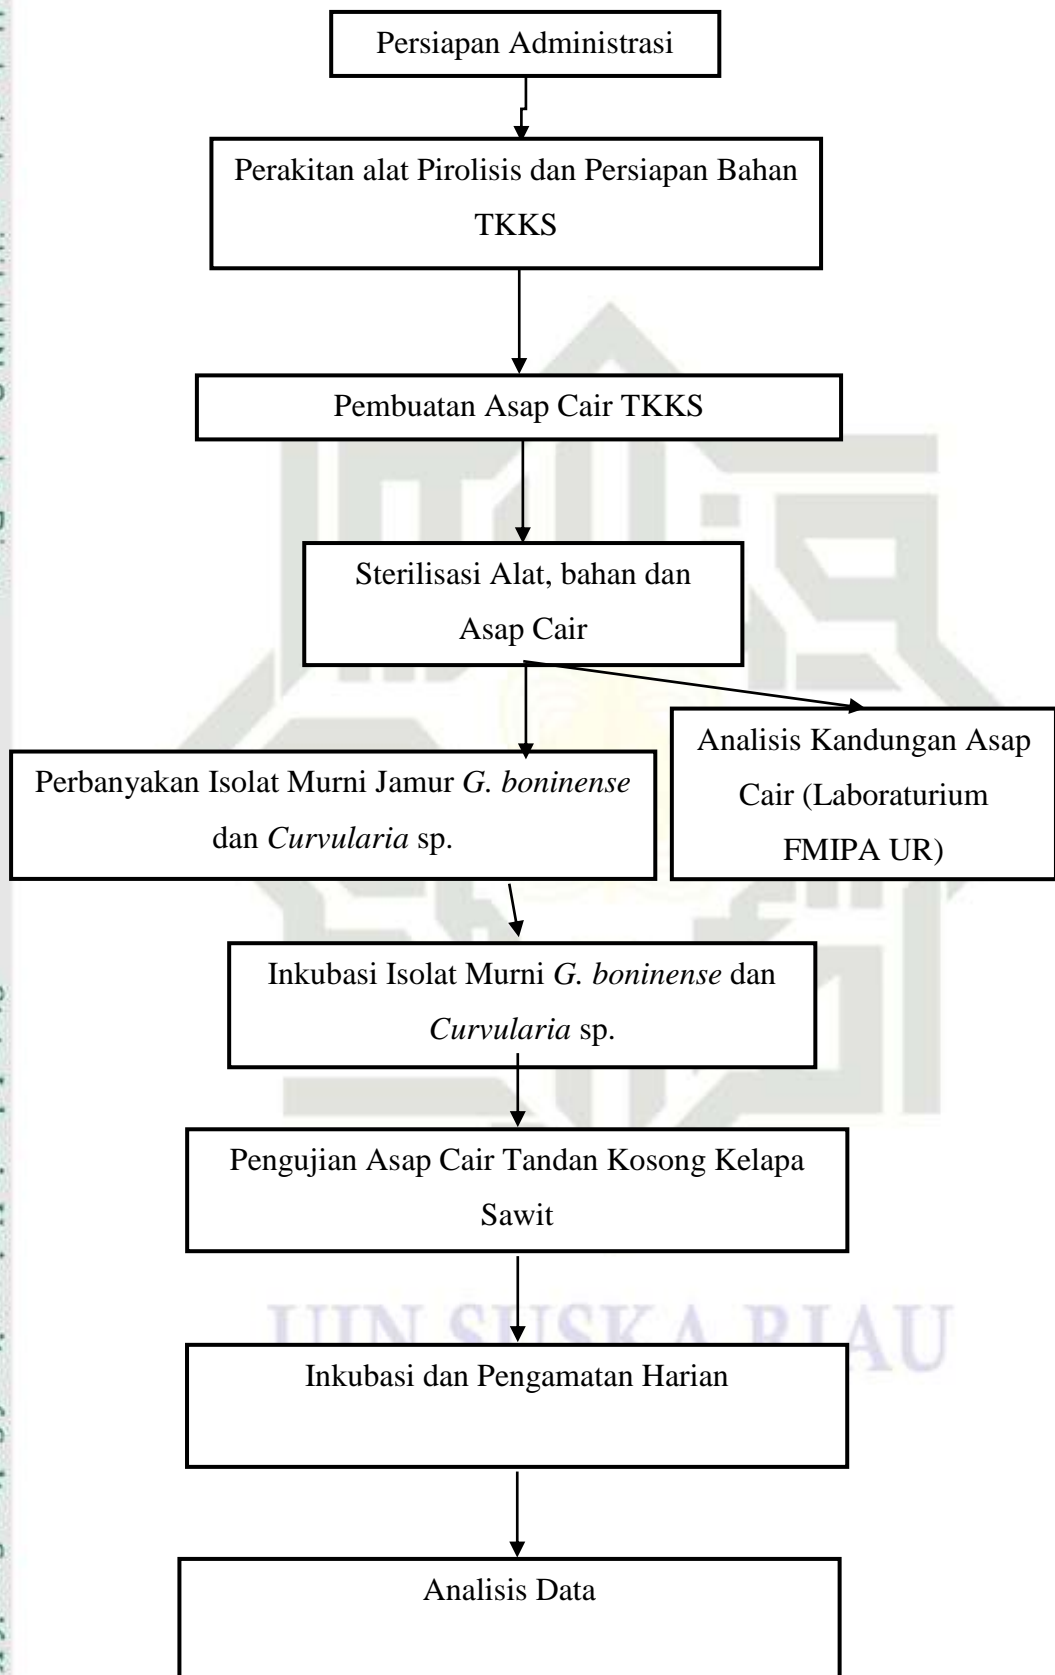 Persiapan Administrasi
Perakitan alat Pirolisis dan Persiapan Bahan
TKKS
Pembuatan Asap Cair TKKS
Sterilisasi Alat, bahan dan
Asap Cair
Analisis Kandungan Asap
Cair (Laboraturium
FMIPA UR)
Perbanyakan Isolat Murni Jamur G. boninense
dan Curvularia sp.
Inkubasi Isolat Murni G. boninense dan
Curvularia sp.
Pengujian Asap Cair Tandan Kosong Kelapa
Sawit
UIN SUSKA RIAU
Inkubasi dan Pengamatan Harian
Analisis Data